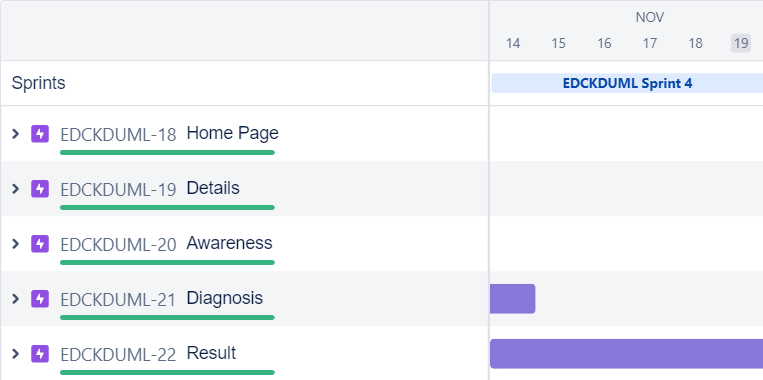 NOV
14 15 16 17 18 19
Sprints
EDCKDUML Sprint 4
EDCKDUML-18 Home Page
EDCKDUML-19 Details
EDCKDUML-20 Awareness
EDCKDUML-21 Diagnosis
EDCKDUML-22 Result